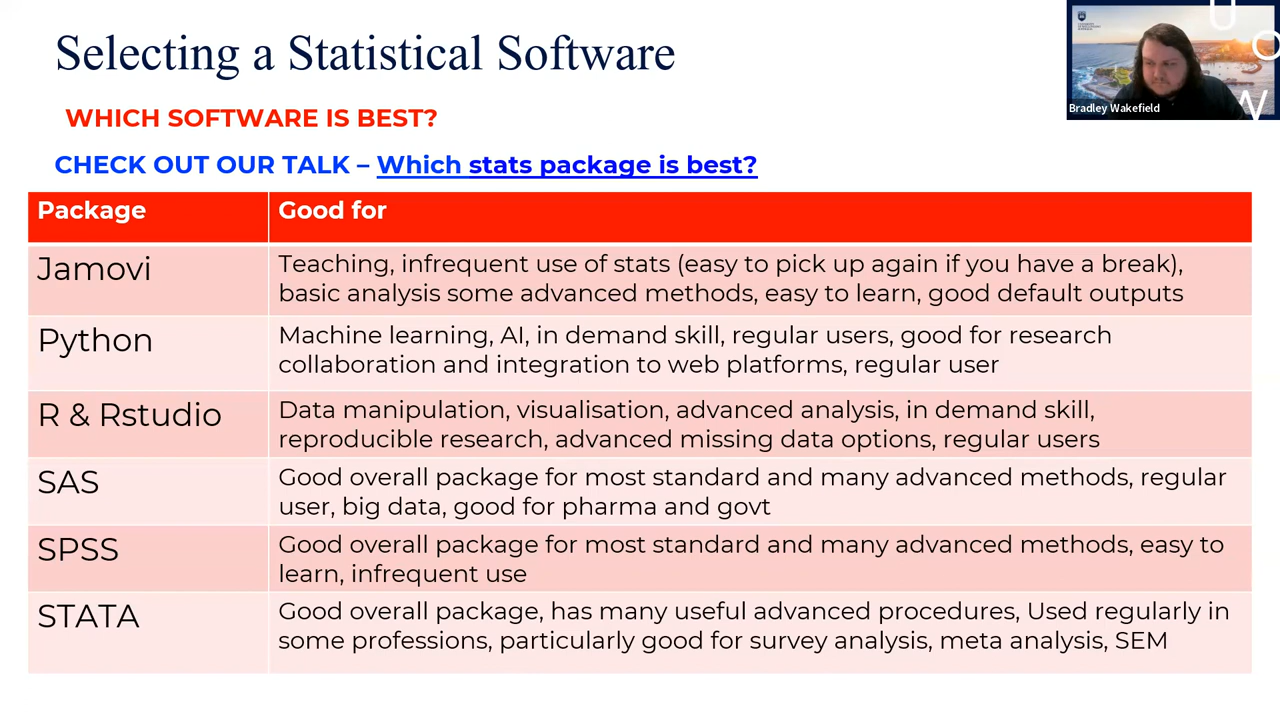 Selecting a Statistical Software
WHICH SOFTWARE IS BEST?
CHECK OUT OUR TALK – Which stats package is best?
Package
Good for
Jamovi
Teaching, infrequent use of stats (easy to pick up again if you have a break),
basic analysis some advanced methods, easy to learn, good default outputs
Python
Machine learning, AI, in demand skill, regular users, good for research
collaboration and integration to web platforms, regular user
R & Rstudio
Data manipulation, visualisation, advanced analysis, in demand skill,
reproducible research, advanced missing data options, regular users
SAS
Good overall package for most standard and many advanced methods, regular
user, big data, good for pharma and govt
SPSS
Good overall package for most standard and many advanced methods, easy to
learn, infrequent use
STATA
Good overall package, has many useful advanced procedures, Used regularly in
some professions, particularly good for survey analysis, meta analysis, SEM
U
O
W
Bradley Wakefield